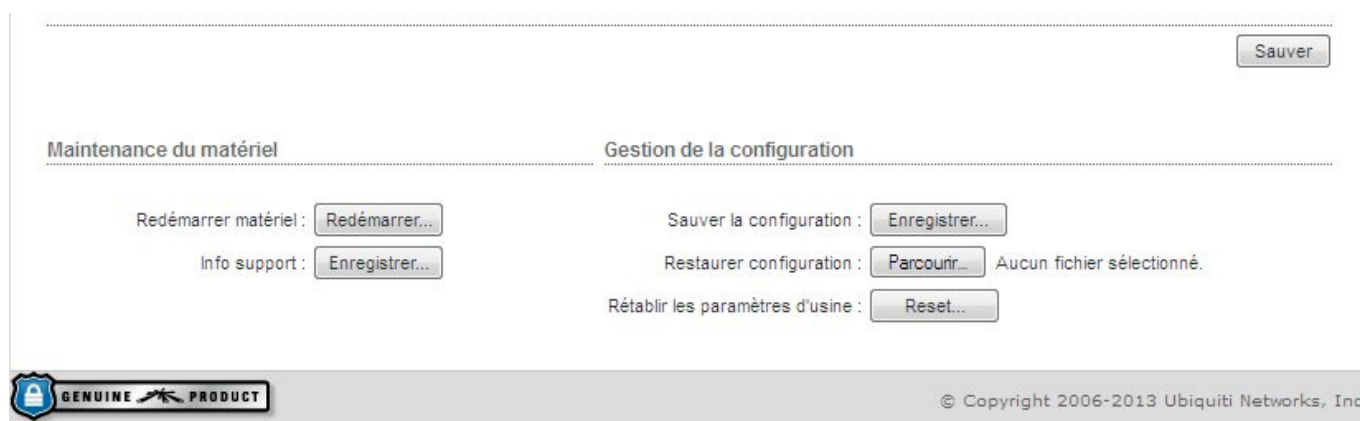 Sauver
Maintenance du matériel
Gestion de la configuration
Redémarrer matériel : Redémarrer...
Info support : Enregistrer...
Sauver la configuration : Enregistrer...
Restaurer configuration : Parcourir... Aucun fichier sélectionné.
Rétablir les paramètres d'usine : Reset...
GENUINE PRODUCT
© Copyright 2006-2013 Ubiquiti Networks, Inc